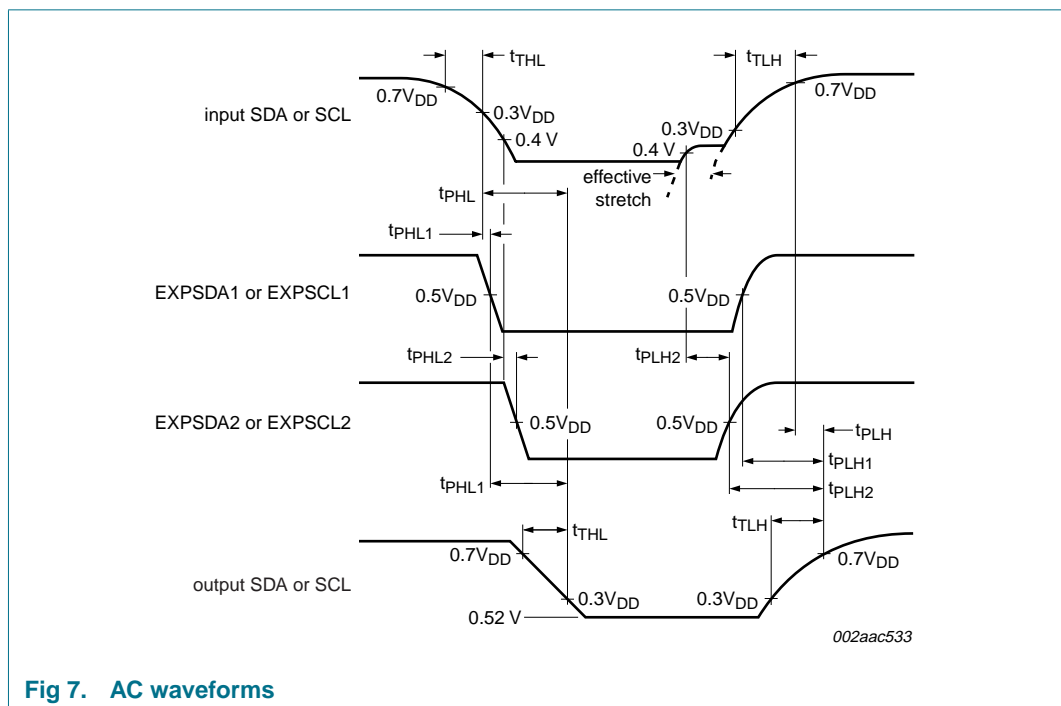 tTHL
tTLH
0.7VDD
0.7VDD
input SDA or SCL
0.3VDD
0.3VDD
0.4 V
0.4 V
effective
stretch
tPHL
tPHL1
EXPSDA1 or EXPSCL1
0.5VDD
0.5VDD
tPHL2
tPLH2
EXPSDA2 or EXPSCL2
0.5VDD
0.5VDD
tPLH
tPLH1
tPHL1
tPLH2
tTHL
tTLH
0.7VDD
0.7VDD
output SDA or SCL
0.3VDD
0.3VDD
0.52 V
002aac533
Fig 7. AC waveforms